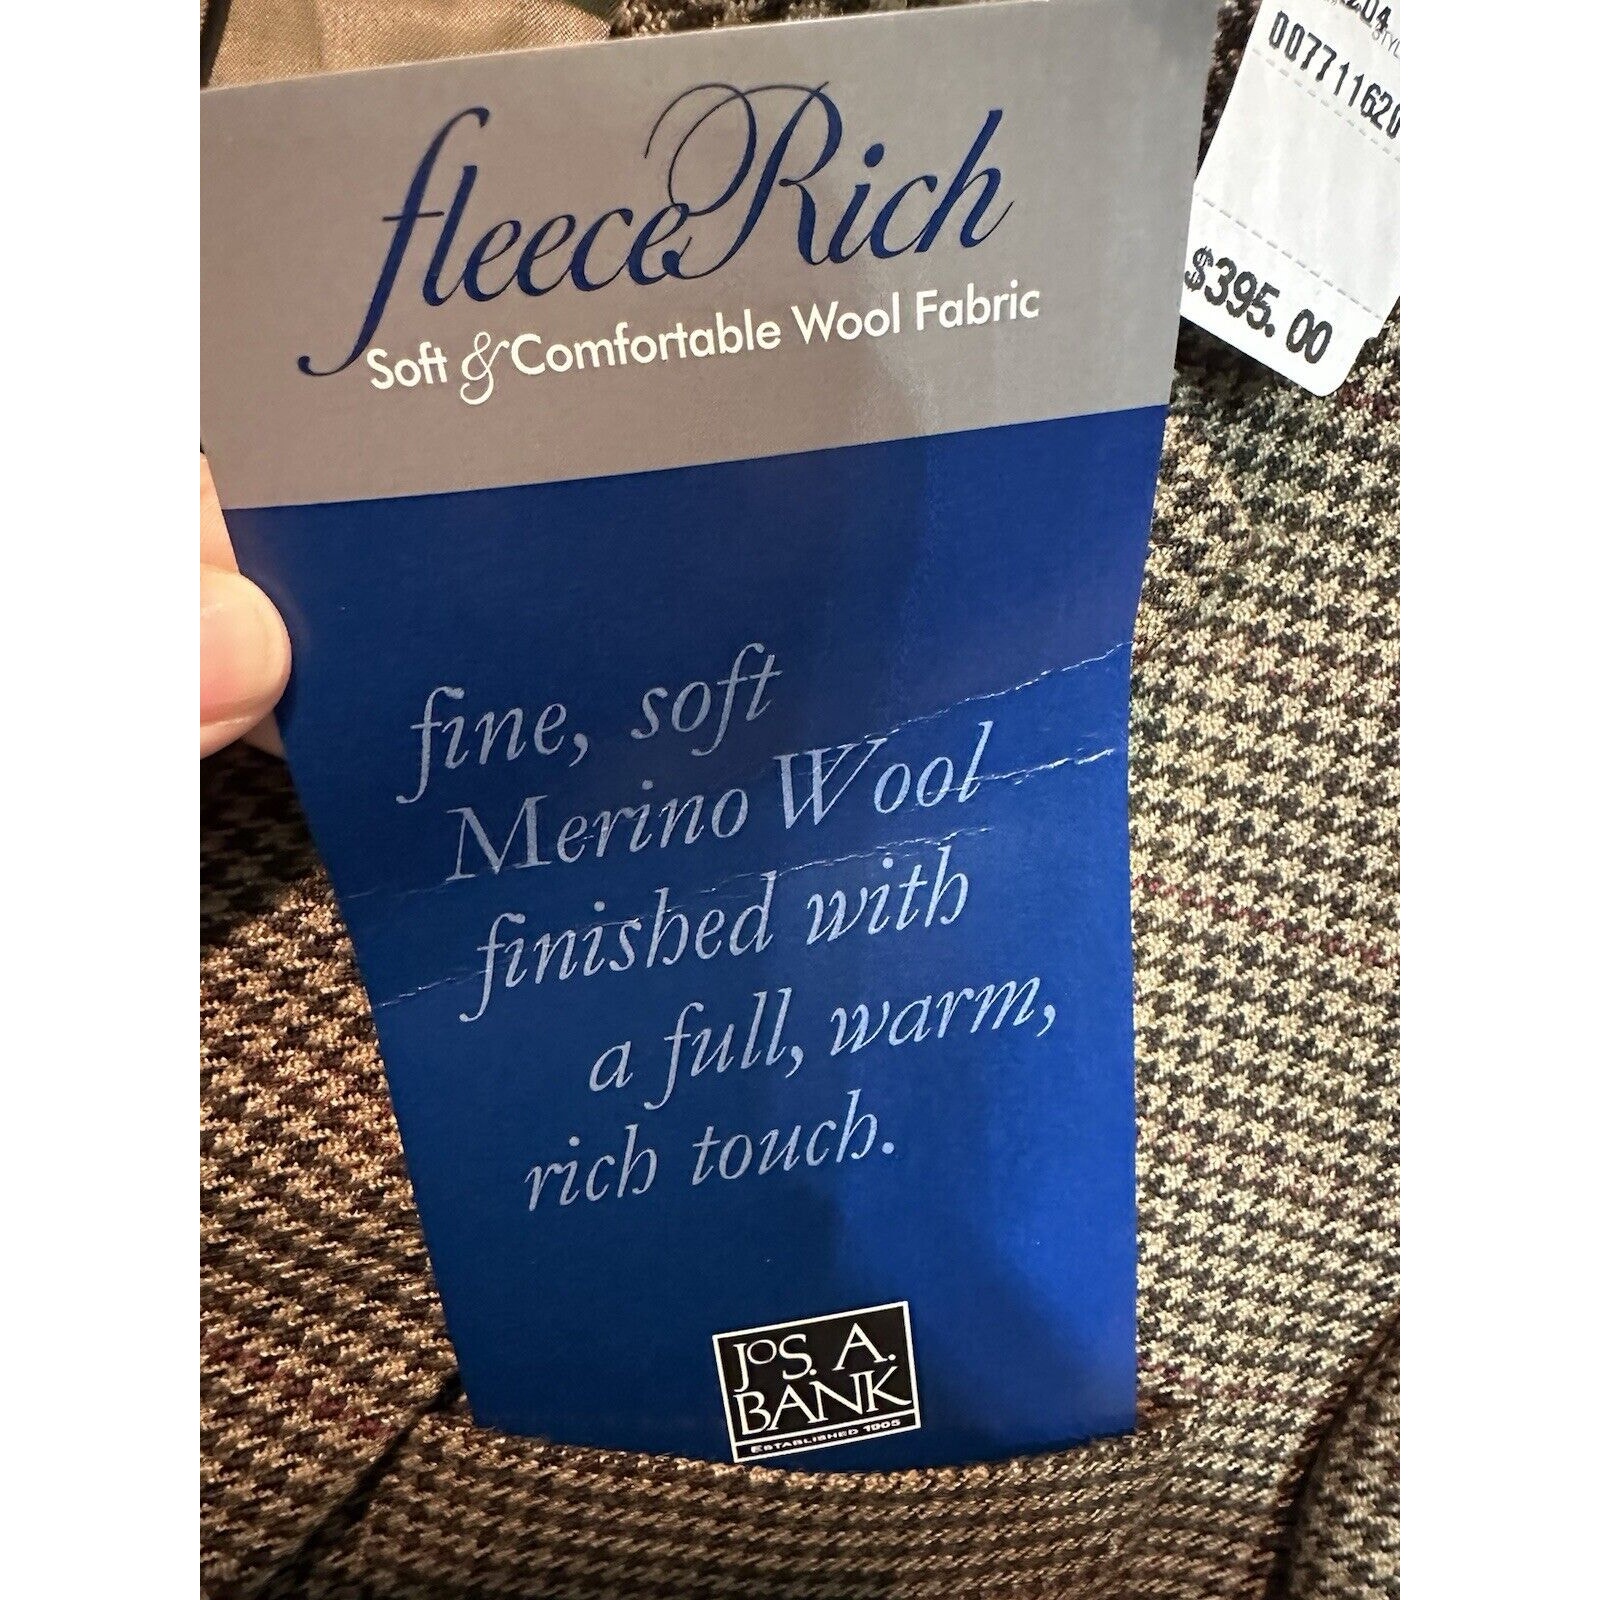 fleeceRich
Soft & Comfortable Wool Fabric
fine, soft
Merino Wool
finished with
a full, warm,
rich touch.
JOS. A.
BANK
ESTABLISHED 1905
007711620
$395.00